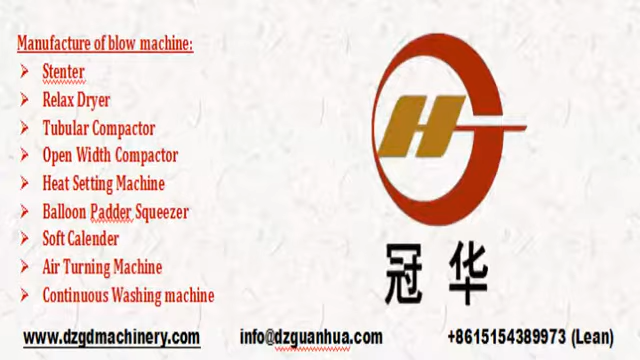 Manufacture of blow machine:
➢ Stenter
➢ Relax Dryer
➢ Tubular Compactor
➢ Open Width Compactor
➢ Heat Setting Machine
➢ Balloon Padder Squeezer
➢ Soft Calender
➢ Air Turning Machine
➢ Continuous Washing machine
H
冠华
www.dzgdmachinery.com info@dzguanhua.com +8615154389973 (Lean)